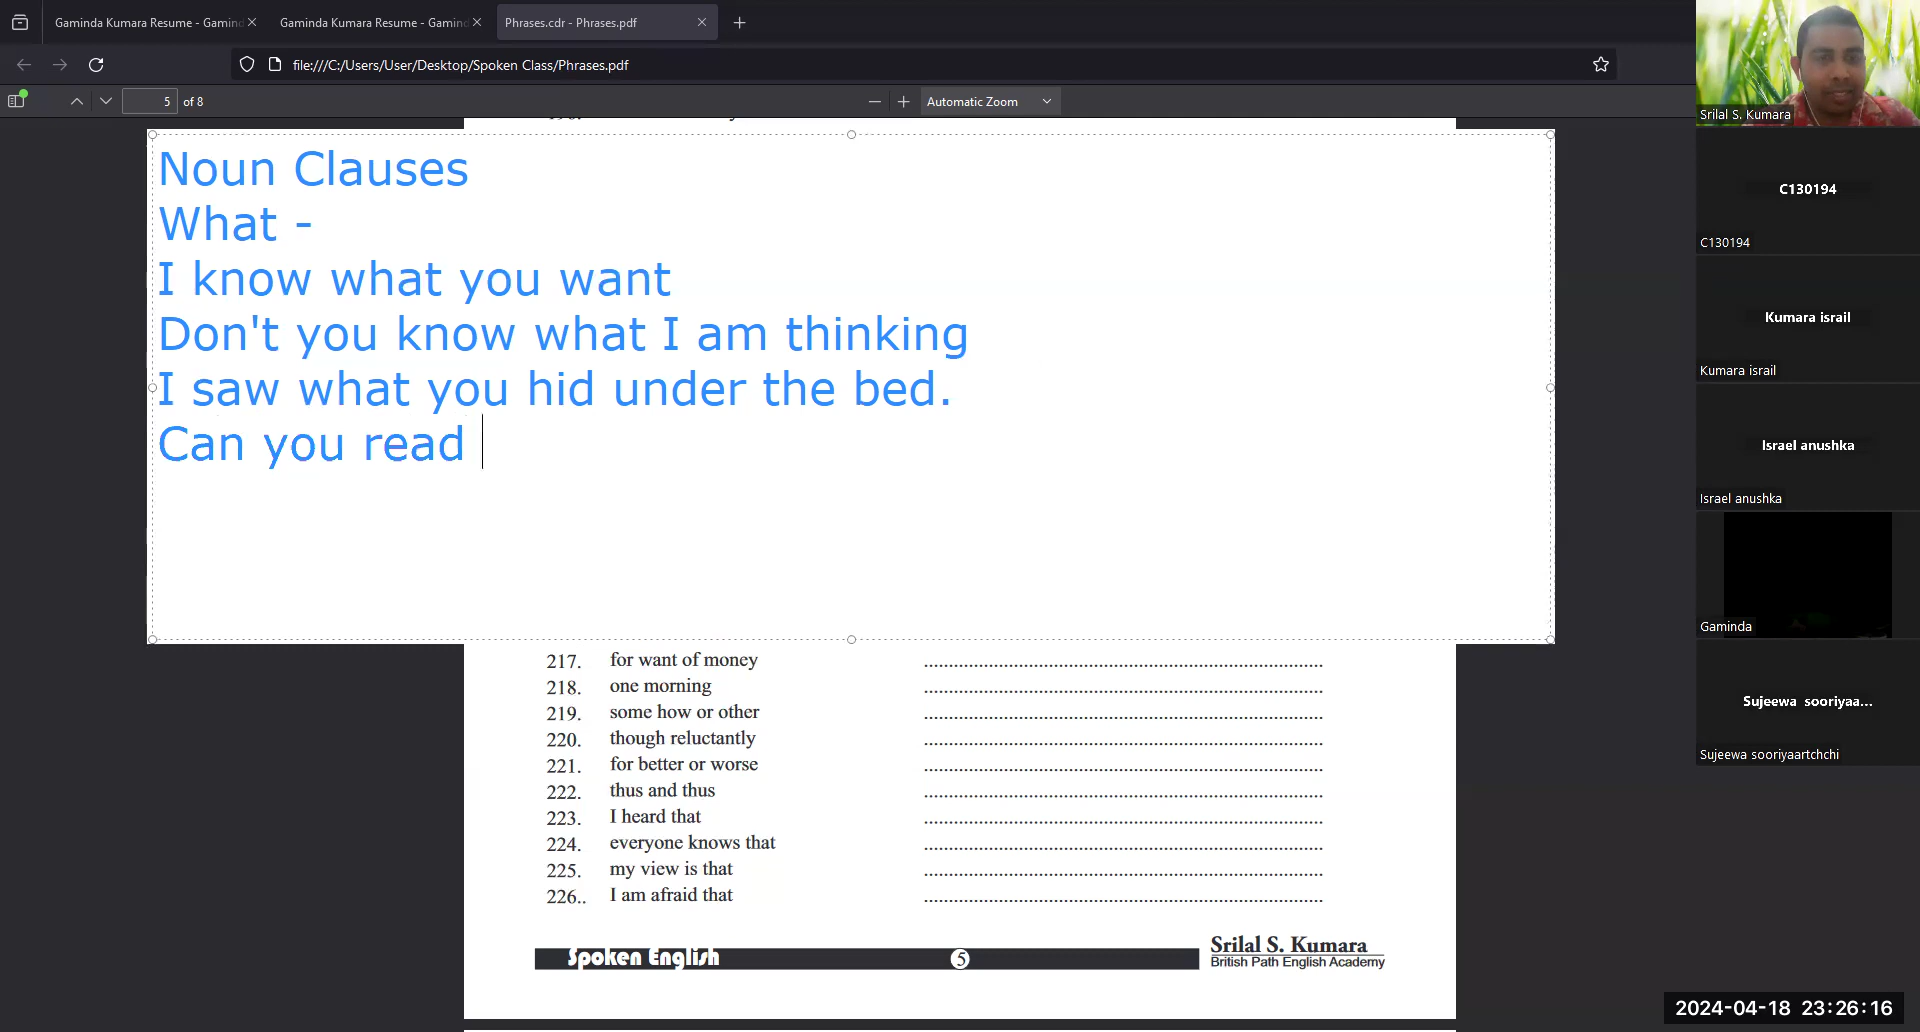 Gaminda Kumara Resume - Gamind
Gaminda Kumara Resume - Gamind
Phrases.cdr - Phrases.pdf
file:///C:/Users/User/Desktop/Spoken Class/Phrases.pdf
5 of 8
Automatic Zoom
Noun Clauses
What -
I know what you want
Don't you know what I am thinking
I saw what you hid under the bed.
Can you read
217. for want of money
218. one morning
219. some how or other
220. though reluctantly
221. for better or worse
222. thus and thus
223. I heard that
224. everyone knows that
225. my view is that
226.. I am afraid that
Spoken English
5
Srilal S. Kumara
British Path English Academy
Srilal S. Kumara
C130194
C130194
Kumara israil
Kumara israil
Israel anushka
Israel anushka
Gaminda
Sujeewa sooriyaa...
Sujeewa sooriyaartchchi
2024-04-18 23:26:16